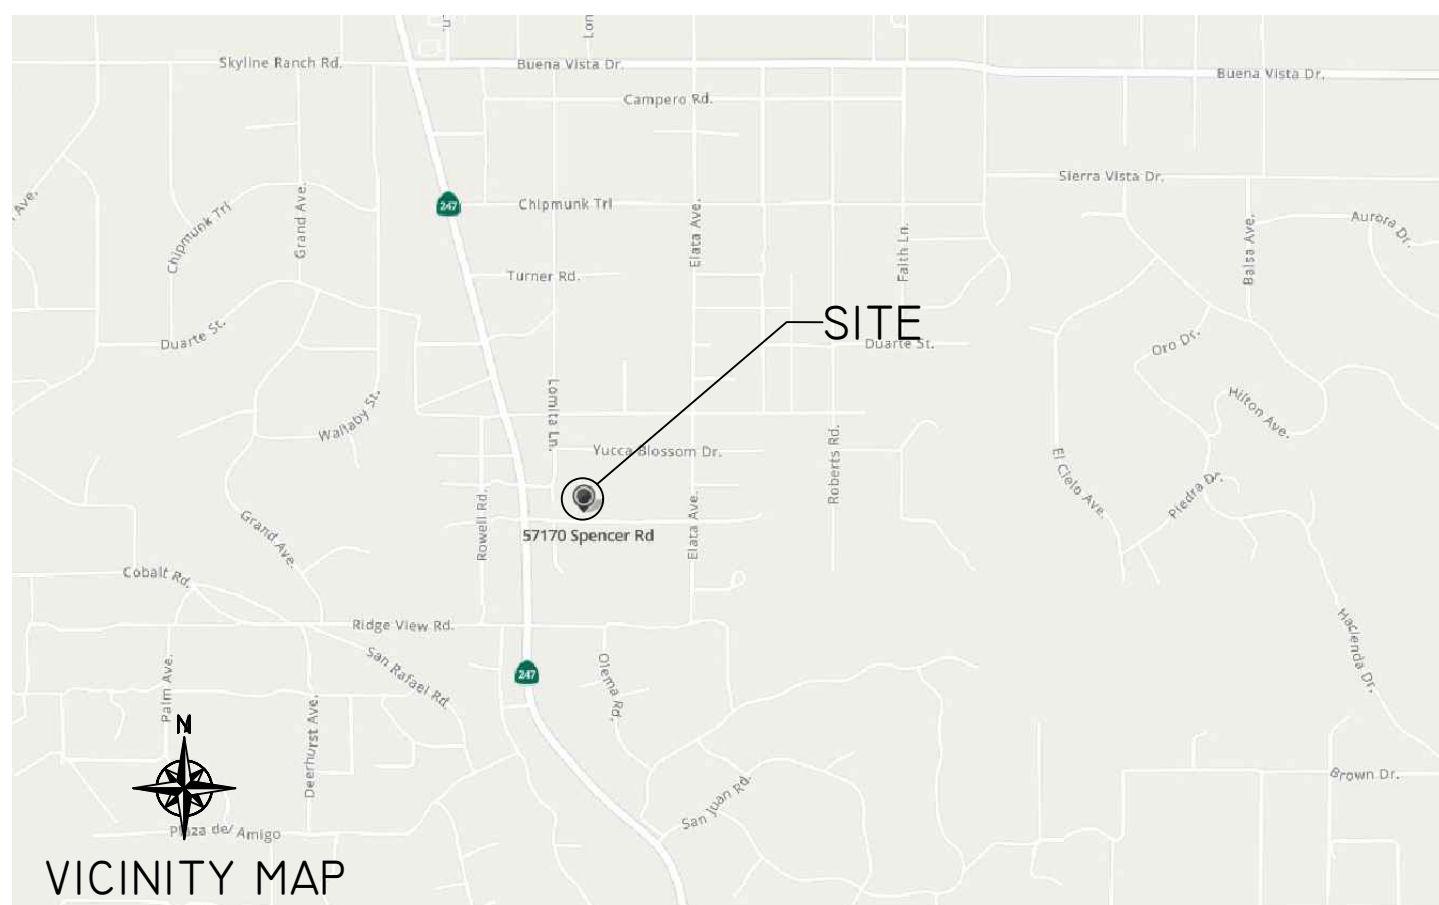 Ln.
Lon
Skyline Ranch Rd.
Buena Vista Dr.
Buena Vista Dr.
Campero Rd.
Sierra Vista Dr.
Ave.
Chipmunk Trl
Grand Ave.
247
Chipmunk Trl
Elata Ave.
Faith Ln.
Balsa Ave.
Aurora Dr.
Turner Rd.
SITE
Duarte St.
Duarte St.
Oro Dr.
Wallaby St.
Lomita Ln.
Hilton Ave.
Yucca Blossom Dr.
Roberts Rd.
El Cielo Ave.
Piedra Dr.
Grand Ave.
Rowell Rd.
57170 Spencer Rd
Elata Ave.
Cobalt Rd.
Ridge View Rd.
Hacienda Dr.
San Rafael Rd.
247
Olema Rd.
Palm Ave.
N
Deerhurst Ave.
San Juan Rd.
Brown Dr.
Plaza del Amigo
VICINITY MAP